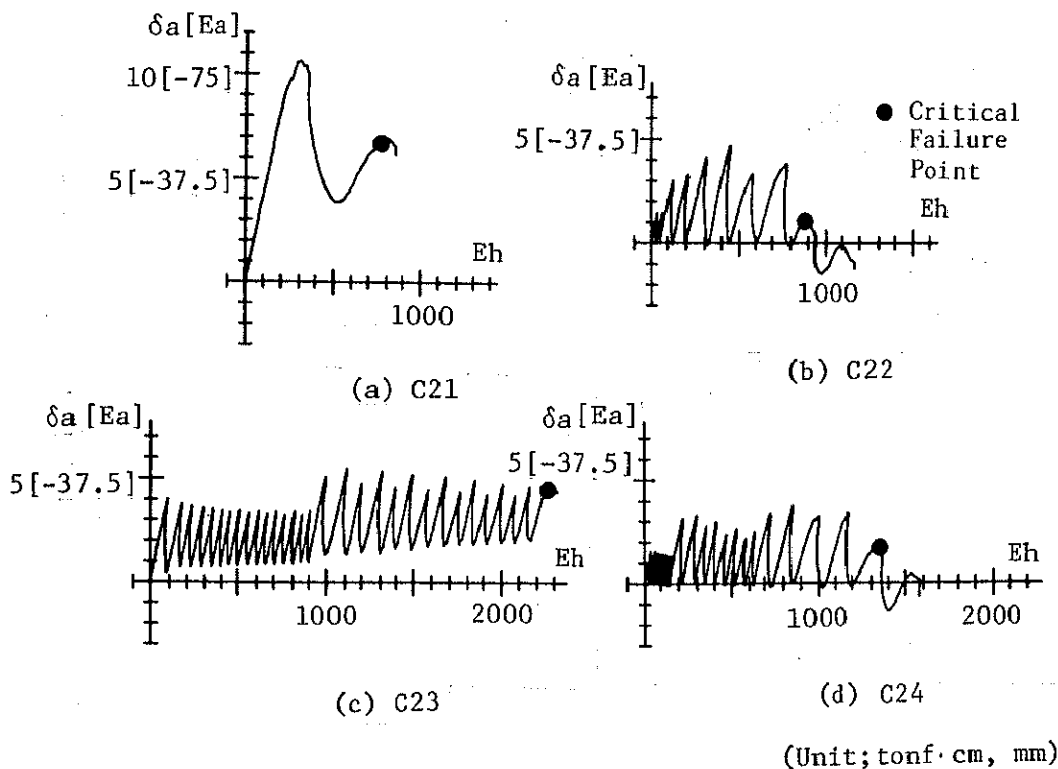 δa[Ea]
10[-75]
5[-37.5]
Eh
1000
(a) C21
δa[Ea]
5[-37.5]
● Critical
Failure
Point
Eh
1000
(b) C22
δa[Ea]
5[-37.5]
Eh
1000
2000
(c) C23
δa[Ea]
5[-37.5]
Eh
1000
2000
(d) C24
(Unit;tonf·cm, mm)